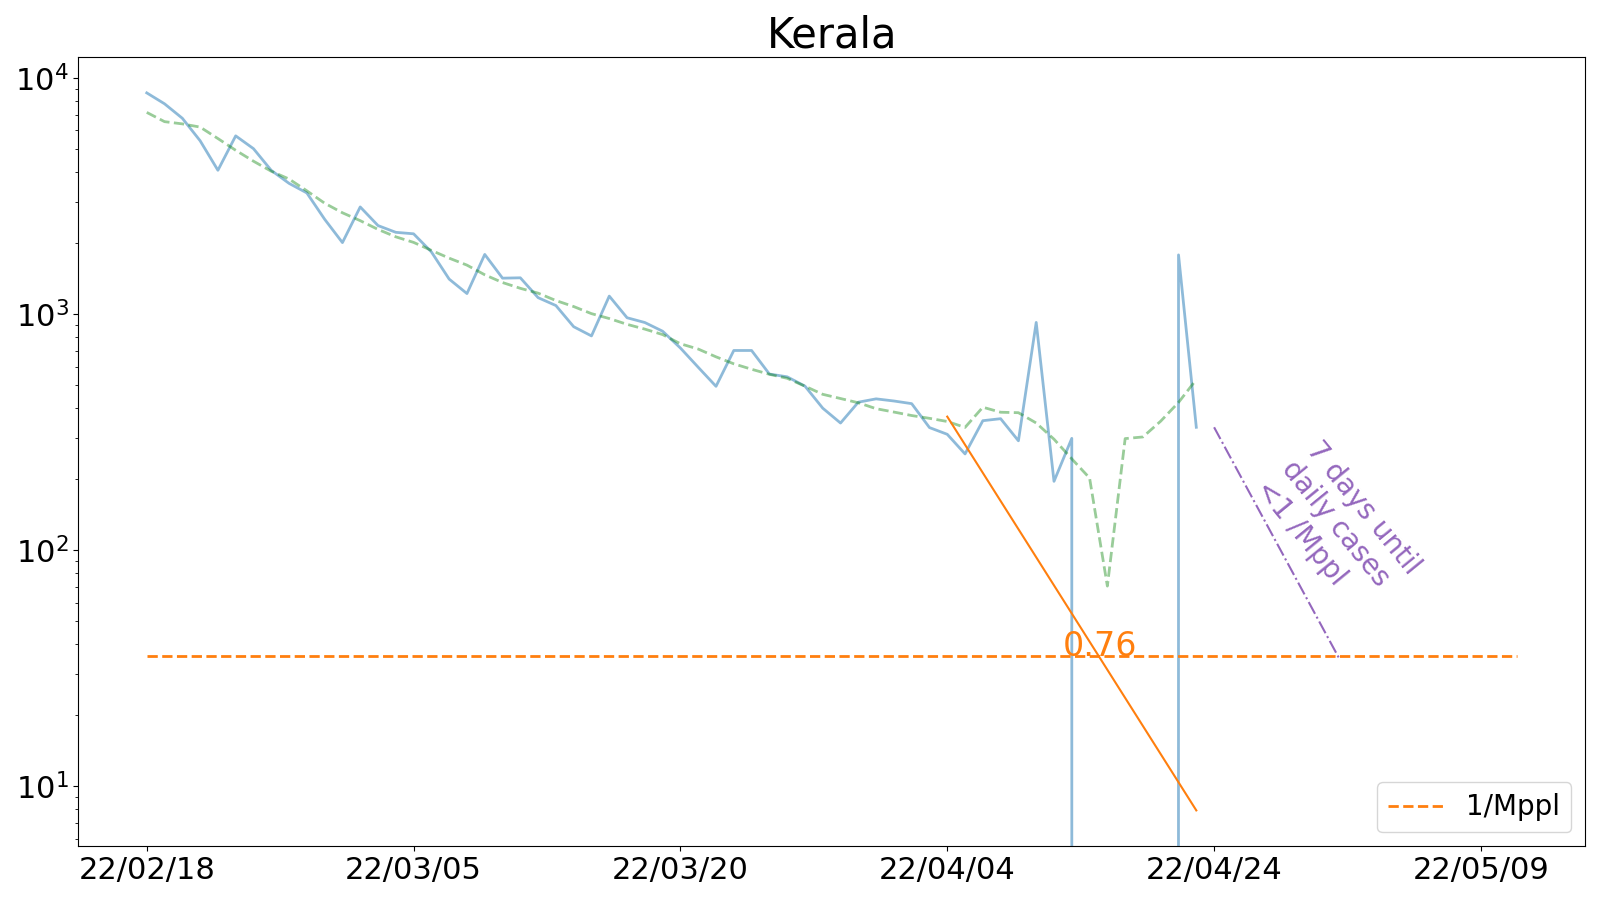 Kerala
10⁴
10³
10²
10¹
7 days until
daily cases
<1 /Mppl
0.76
1/Mppl
22/02/18
22/03/05
22/03/20
22/04/04
22/04/24
22/05/09